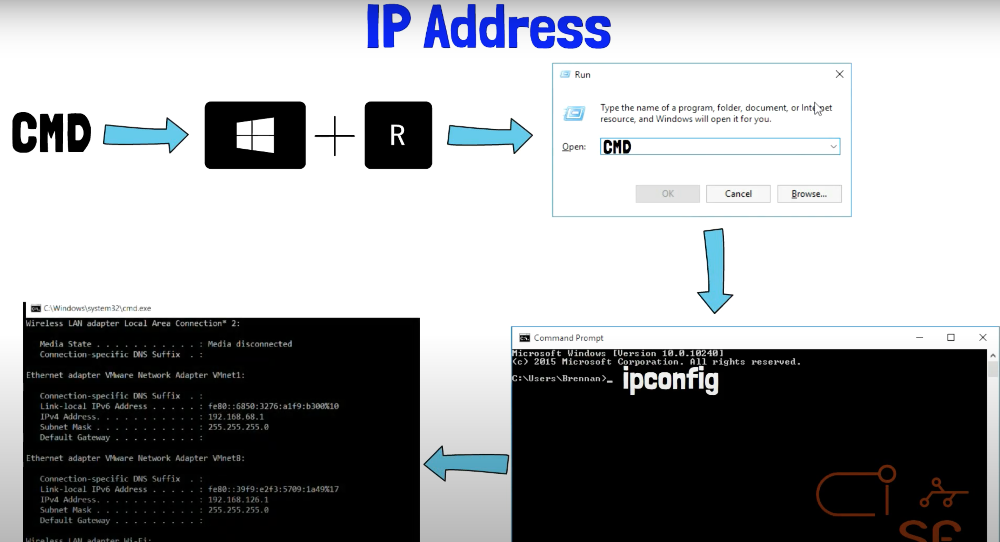 IP Address
CMD
R
Run
Type the name of a program, folder, document, or Internet
resource, and Windows will open it for you.
Open:
CMD
OK
Cancel
Browse...
Command Prompt
Microsoft Windows [Version 10.0.10240]
(c) 2015 Microsoft Corporation. All rights reserved.
C:\Users\Brennan>_ ipconfig
C:\Windows\system32\cmd.exe
Wireless LAN adapter Local Area Connection* 2:
Media State . . . . . . . . . . . : Media disconnected
Connection-specific DNS Suffix . :
Ethernet adapter VMware Network Adapter VMnet1:
Connection-specific DNS Suffix . :
Link-local IPv6 Address . . . . . : fe80::6850:3276:a1f9:b300%10
IPv4 Address. . . . . . . . . . . : 192.168.68.1
Subnet Mask . . . . . . . . . . . : 255.255.255.0
Default Gateway . . . . . . . . . :
Ethernet adapter VMware Network Adapter VMnet8:
Connection-specific DNS Suffix . :
Link-local IPv6 Address . . . . . : fe80::39f9:e2f3:5709:1a49%17
IPv4 Address. . . . . . . . . . . : 192.168.126.1
Subnet Mask . . . . . . . . . . . : 255.255.255.0
Default Gateway . . . . . . . . . :
Wireless LAN adapter Wi-Fi: